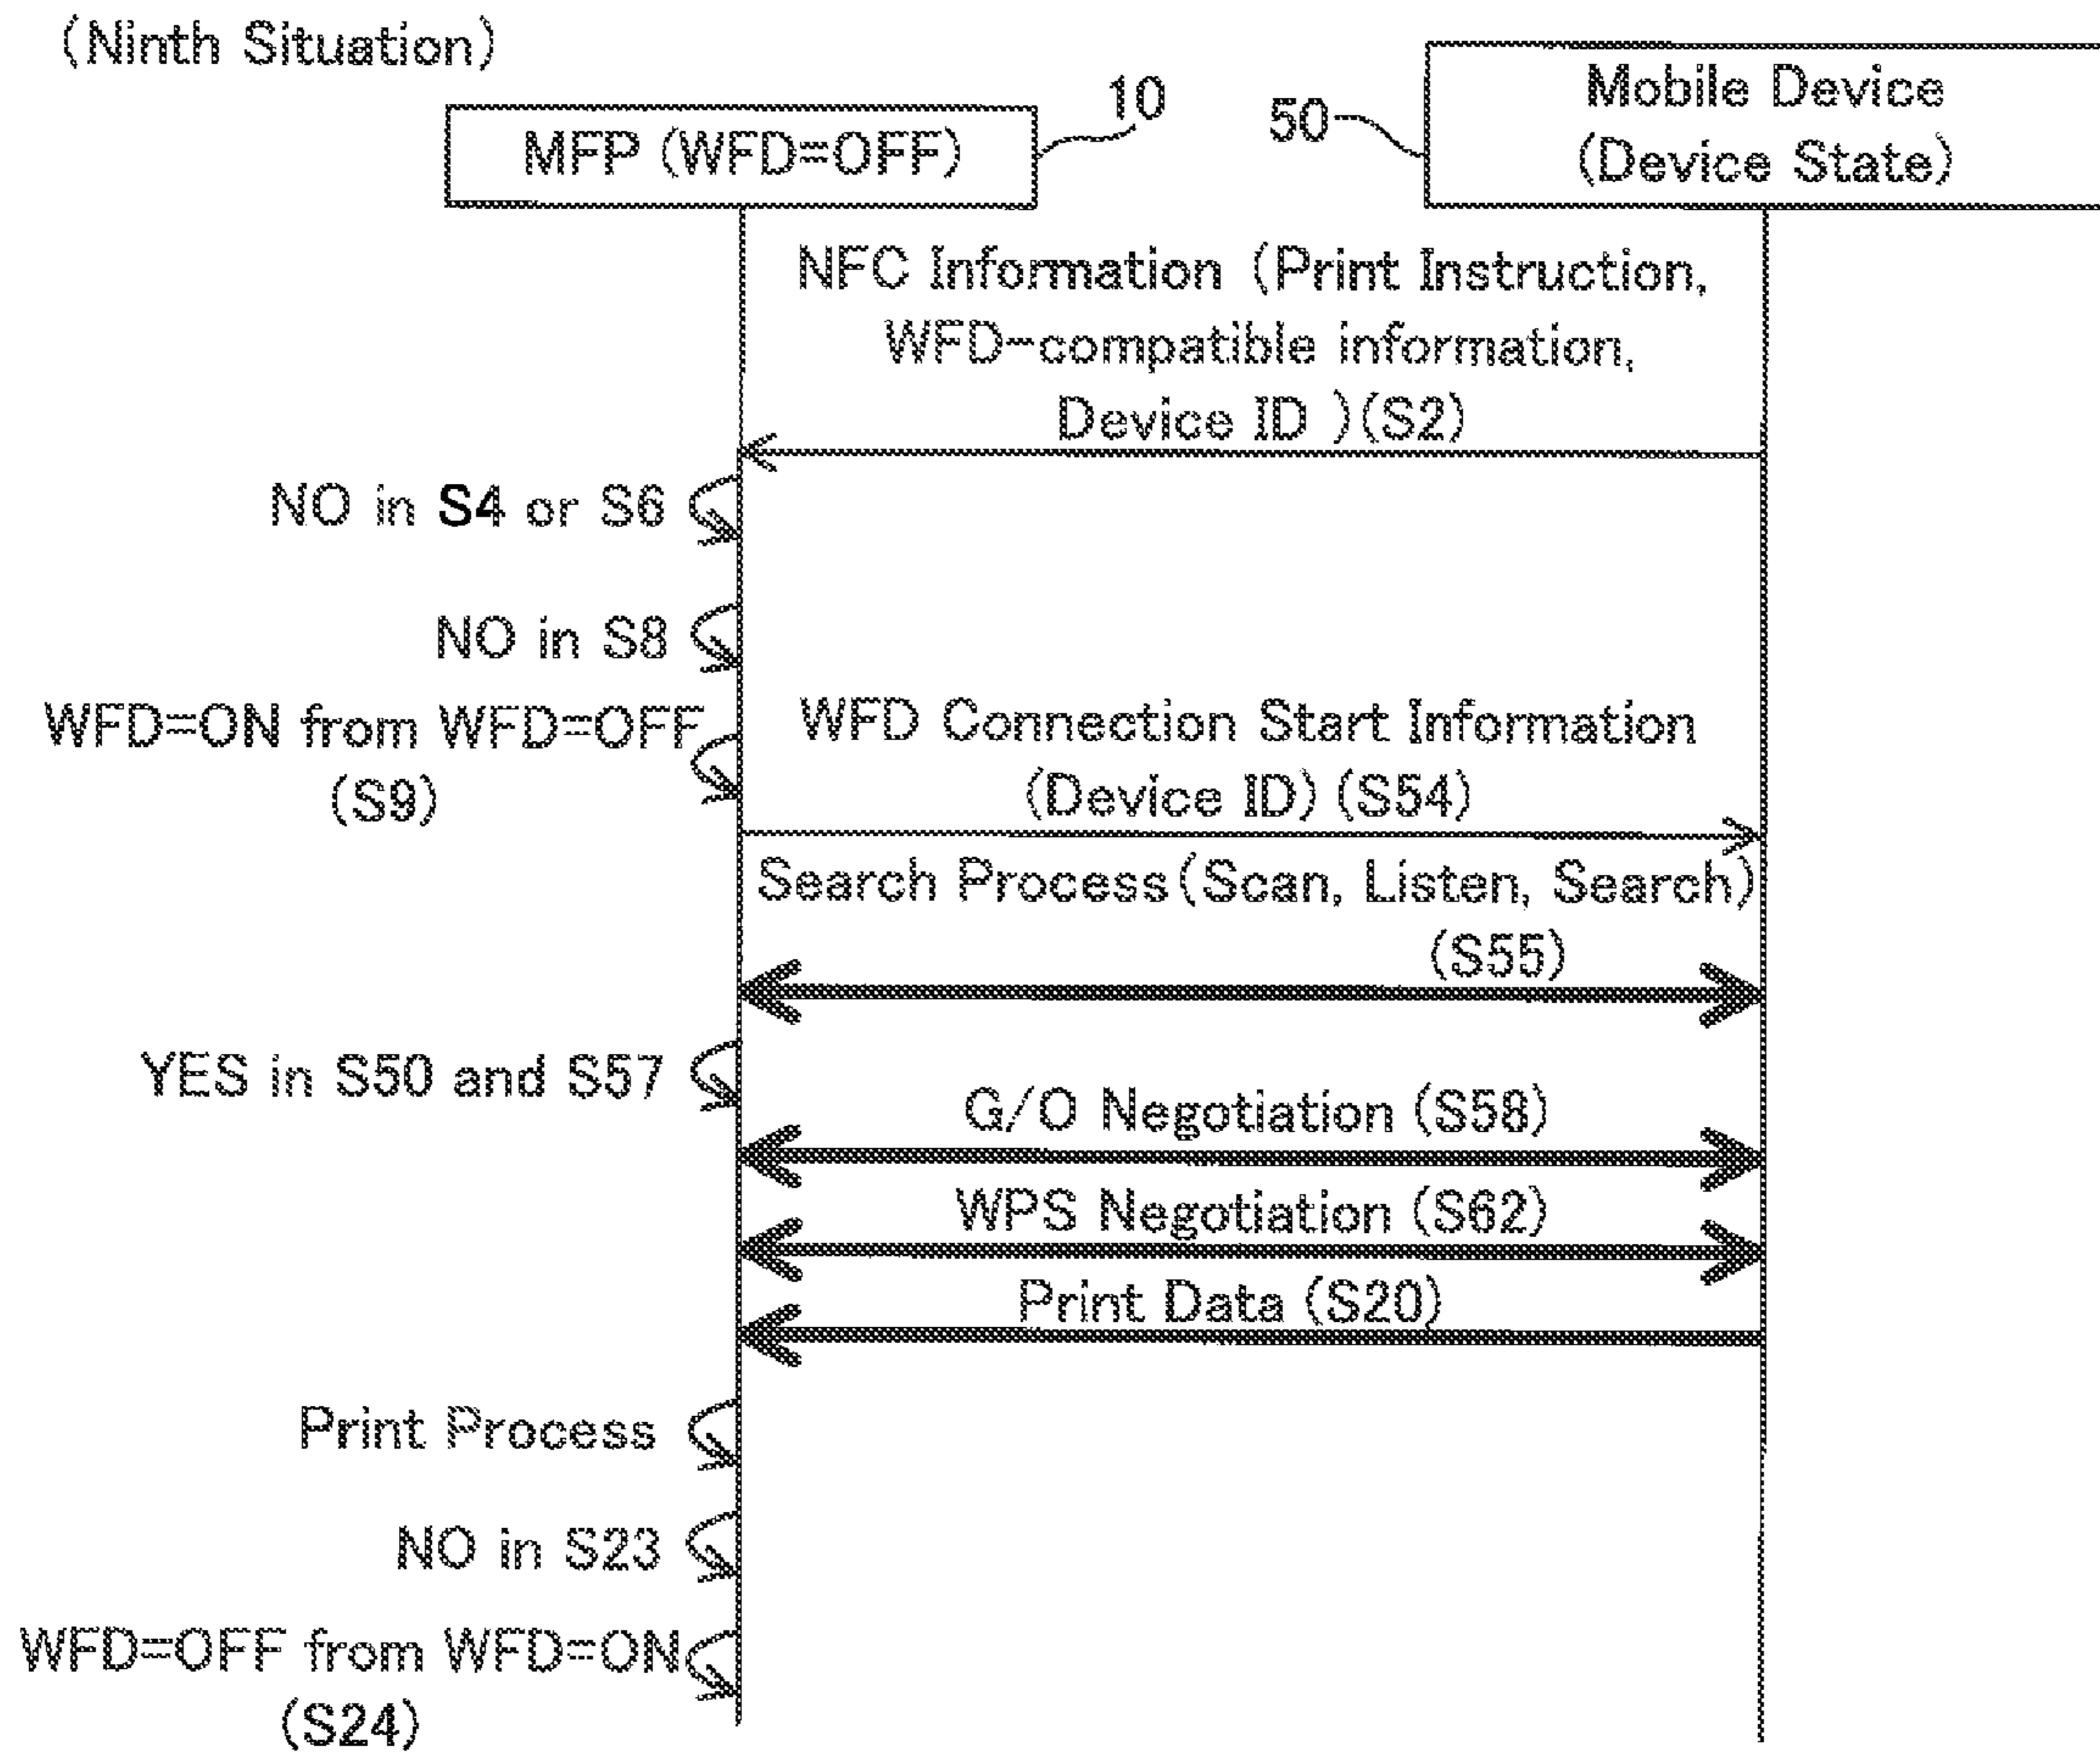 (Ninth Situation)
10
50
Mobile Device
(Device State)
MFP (WFD=OFF)
NFC Information (Print Instruction,
WFD-compatible information,
Device ID )(S2)
NO in S4 or S6
NO in S8
WFD=ON from WFD=OFF
(S9)
WFD Connection Start Information
(Device ID) (S54)
Search Process(Scan, Listen, Search)
(S55)
YES in S50 and S57
G/O Negotiation (S58)
WPS Negotiation (S62)
Print Data (S20)
Print Process
NO in S23
WFD=OFF from WFD=ON
(S24)